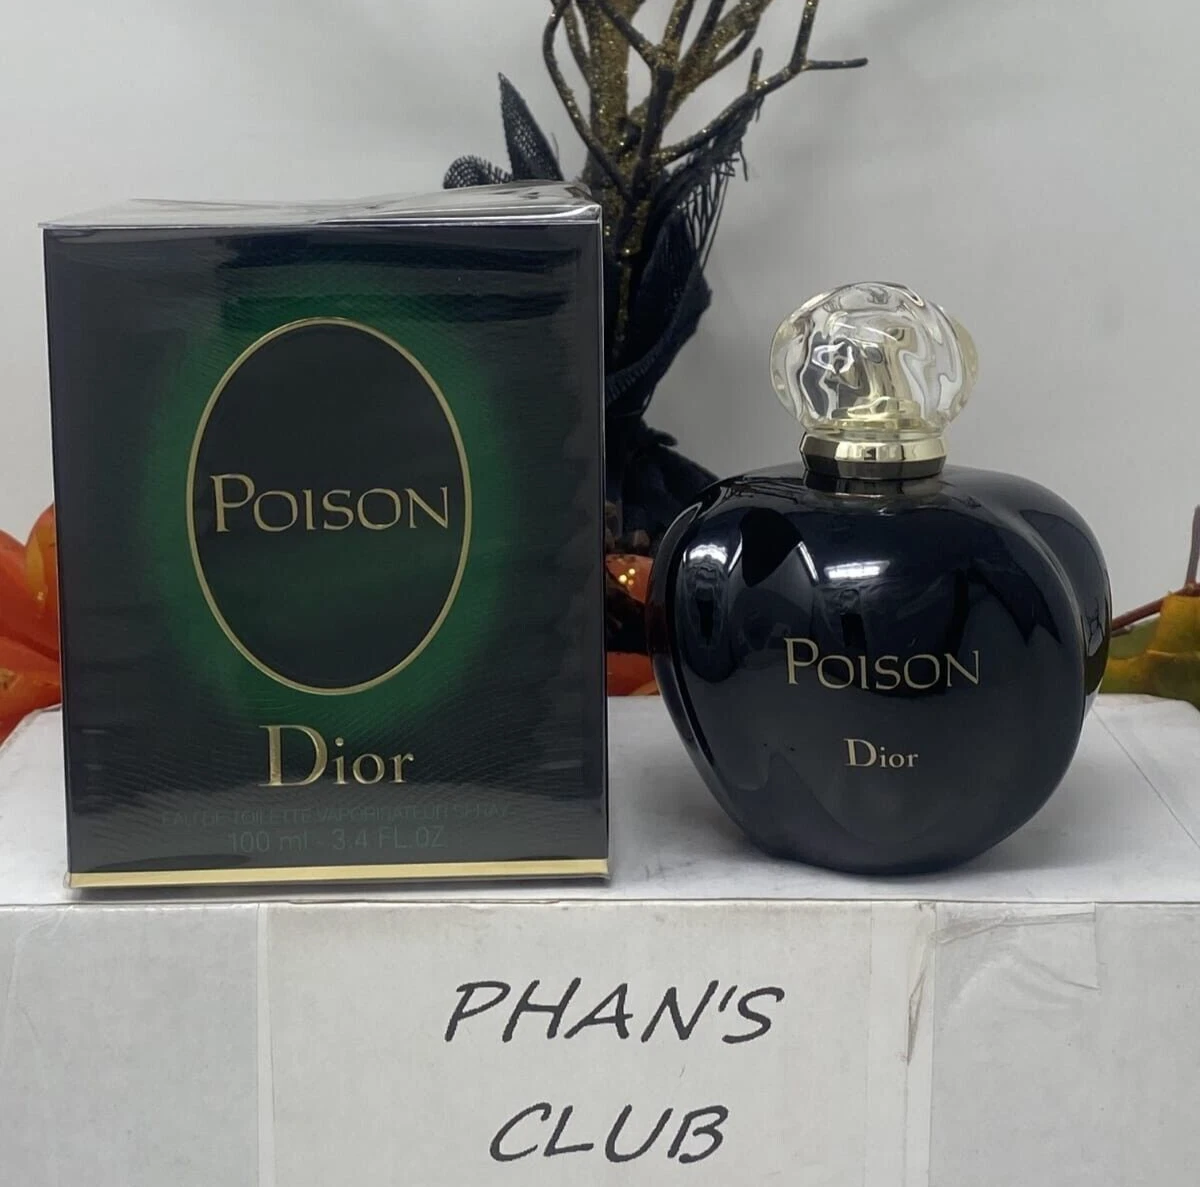 POISON
Dior
EAU DE TOILETTE VAPORISATEUR SPRAY
100 ml - 3.4 FL.OZ
POISON
Dior
PHAN'S
CLUB